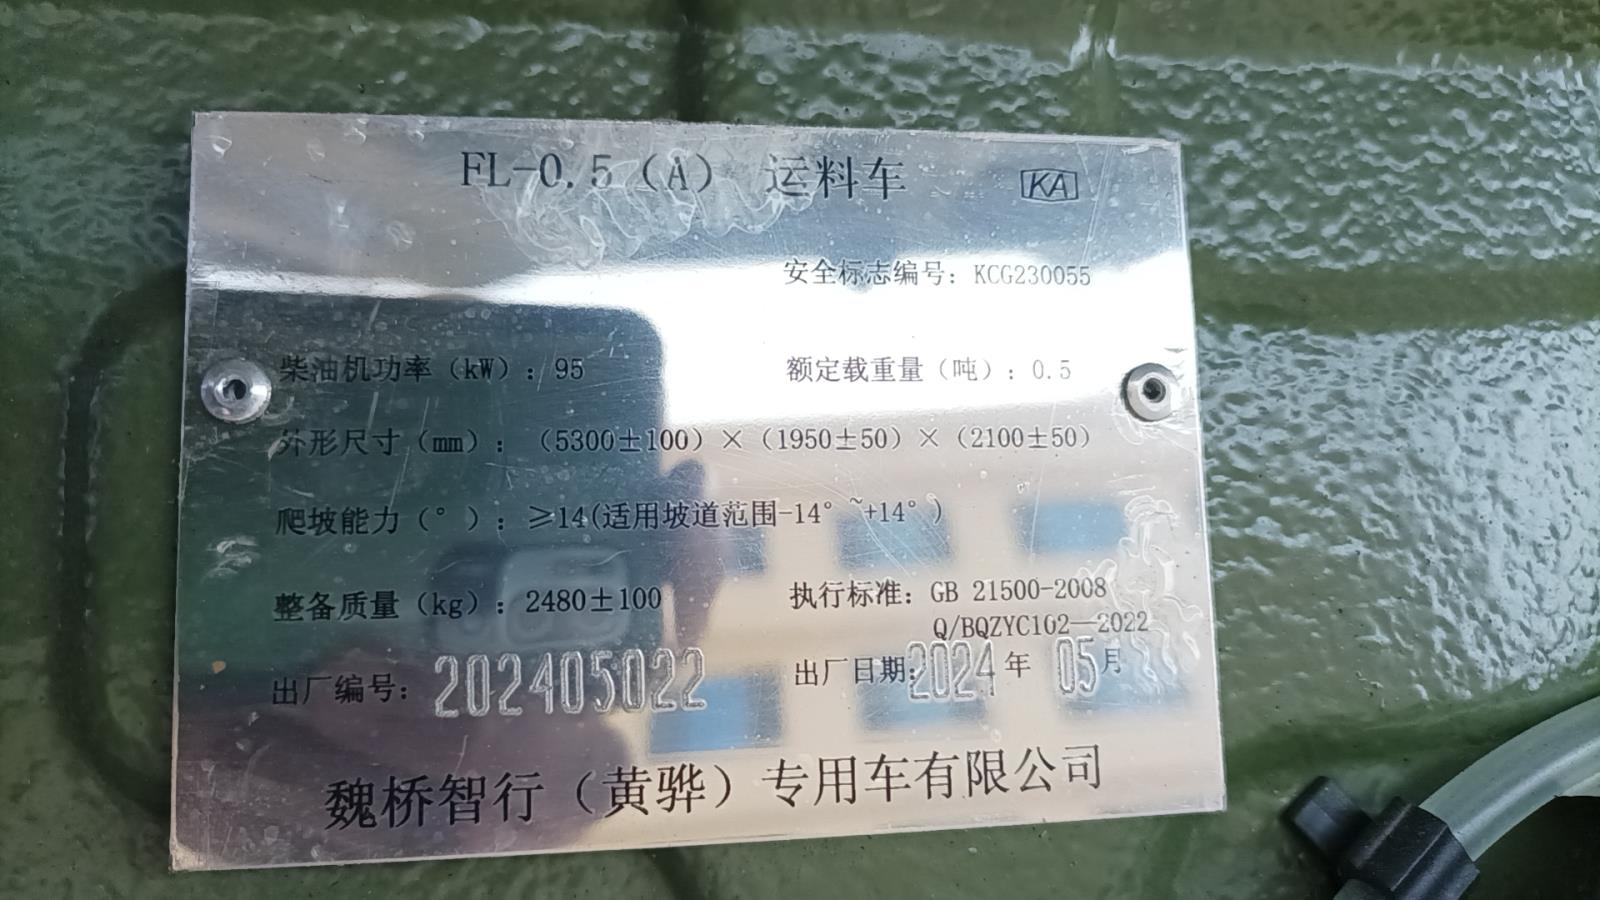 FL-0.5（A） 运料车 KA
安全标志编号：KCG230055
柴油机功率（kW）：95 额定载重量（吨）：0.5
外形尺寸（mm）：（5300±100）×（1950±50）×（2100±50）
爬坡能力（°）：≥14(适用坡道范围-14°~+14°)
整备质量（kg）：2480±100 执行标准：GB 21500-2008
Q/BQZYC102—2022
出厂编号：202405022 出厂日期：2024年05月
魏桥智行（黄骅）专用车有限公司